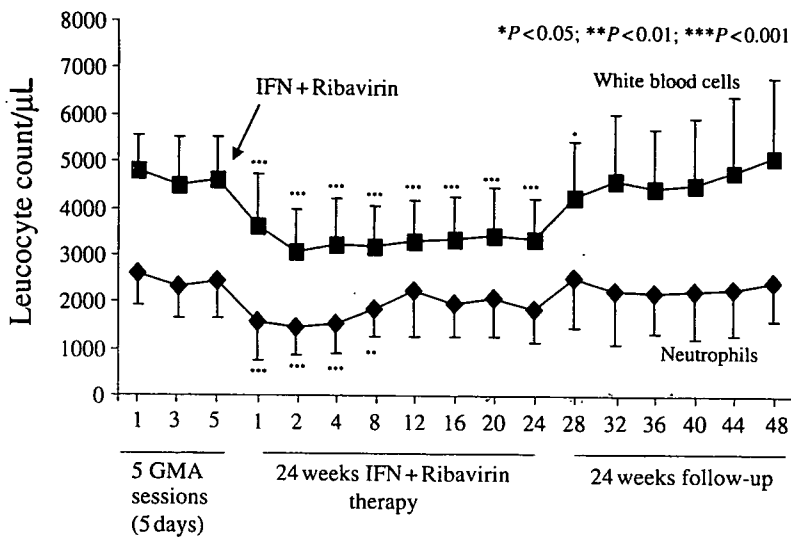 *P<0.05; **P<0.01; ***P<0.001
8000
7000
6000
5000
4000
3000
2000
1000
0
Leucocyte count/μL
IFN+Ribavirin
White blood cells
Neutrophils
*
*** *** *** *** *** *** *** ***
*** *** *** **
1 3 5 1 2 4 8 12 16 20 24 28 32 36 40 44 48
5 GMA
sessions
(5 days)
24 weeks IFN+Ribavirin
therapy
24 weeks follow-up